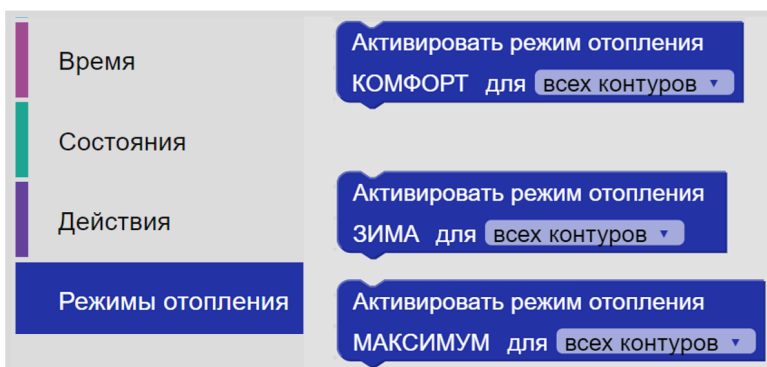 Время
Состояния
Действия
Режимы отопления
Активировать режим отопления
КОМФОРТ для всех контуров
Активировать режим отопления
ЗИМА для всех контуров
Активировать режим отопления
МАКСИМУМ для всех контуров